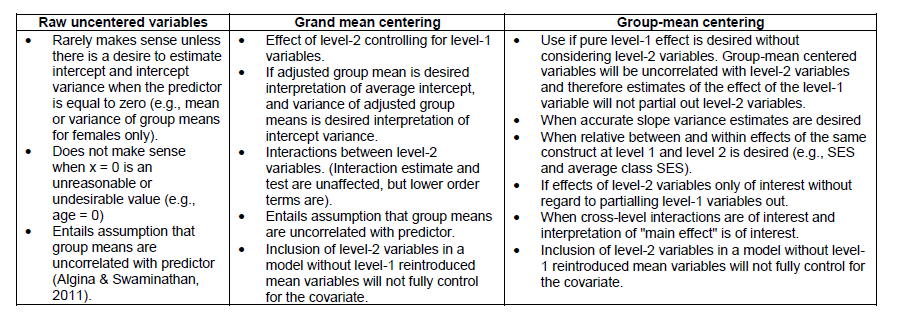 Raw uncentered variables
Rarely makes sense unless
there is a desire to estimate
intercept and intercept
variance when the predictor
is equal to zero (e.g., mean
or variance of group means
for females only).
Does not make sense
when x = 0 is an
unreasonable or
undesirable value (e.g.,
age = 0)
Entails assumption that
group means are
uncorrelated with predictor
(Algina & Swaminathan,
2011).
Grand mean centering
Effect of level-2 controlling for level-1
variables.
If adjusted group mean is desired
interpretation of average intercept,
and variance of adjusted group
means is desired interpretation of
intercept variance.
Interactions between level-2
variables. (Interaction estimate and
test are unaffected, but lower order
terms are).
Entails assumption that group means
are uncorrelated with predictor.
Inclusion of level-2 variables in a
model without level-1 reintroduced
mean variables will not fully control
for the covariate.
Group-mean centering
Use if pure level-1 effect is desired without
considering level-2 variables. Group-mean centered
variables will be uncorrelated with level-2 variables
and therefore estimates of the effect of the level-1
variable will not partial out level-2 variables.
When accurate slope variance estimates are desired
When relative between and within effects of the same
construct at level 1 and level 2 is desired (e.g., SES
and average class SES).
If effects of level-2 variables only of interest without
regard to partialling level-1 variables out.
When cross-level interactions are of interest and
interpretation of "main effect" is of interest.
Inclusion of level-2 variables in a model without level-
1 reintroduced mean variables will not fully control for
the covariate.